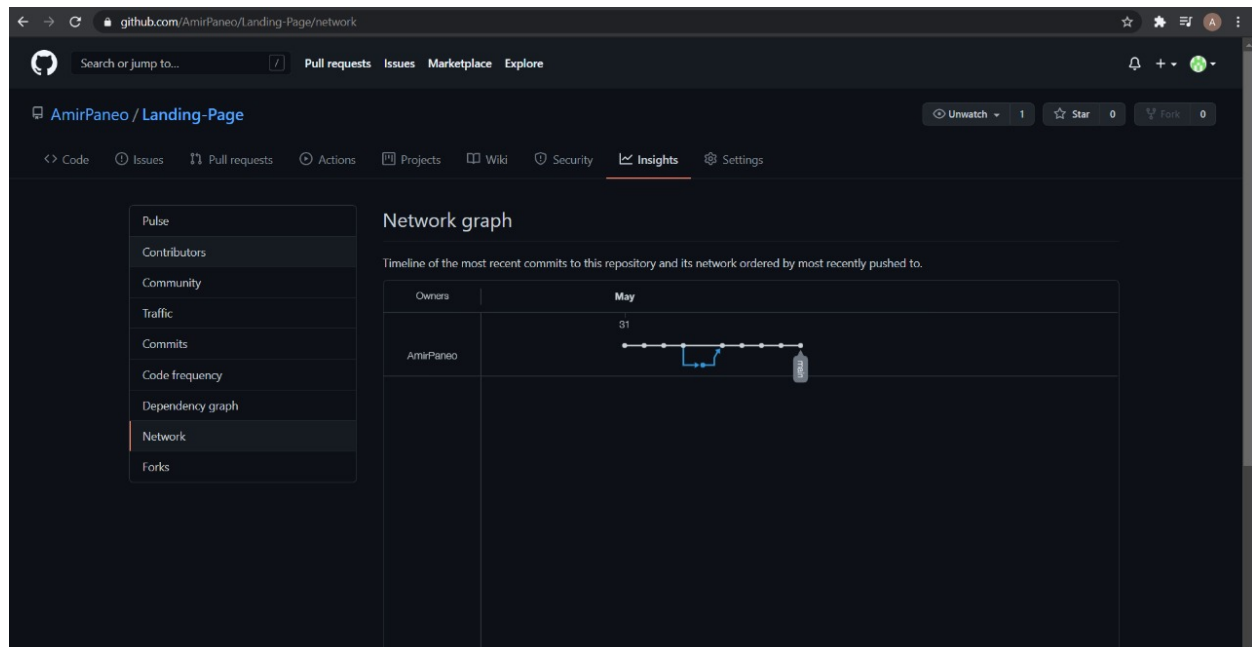 github.com/AmirPaneo/Landing-Page/network
A
Search or jump to... / Pull requests Issues Marketplace Explore
AmirPaneo / Landing-Page
Unwatch 1 Star 0 Fork 0
Code Issues Pull requests Actions Projects Wiki Security Insights Settings
Pulse
Contributors
Community
Traffic
Commits
Code frequency
Dependency graph
Network
Forks
Network graph
Timeline of the most recent commits to this repository and its network ordered by most recently pushed to.
Owners May
31
AmirPaneo
main